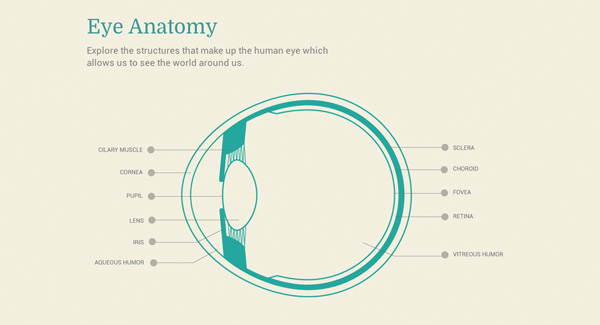 Eye Anatomy
Explore the structures that make up the human eye which
allows us to see the world around us.
CILARY MUSCLE
CORNEA
PUPIL
LENS
IRIS
AQUEOUS HUMOR
SCLERA
CHOROID
FOVEA
RETINA
VITREOUS HUMOR